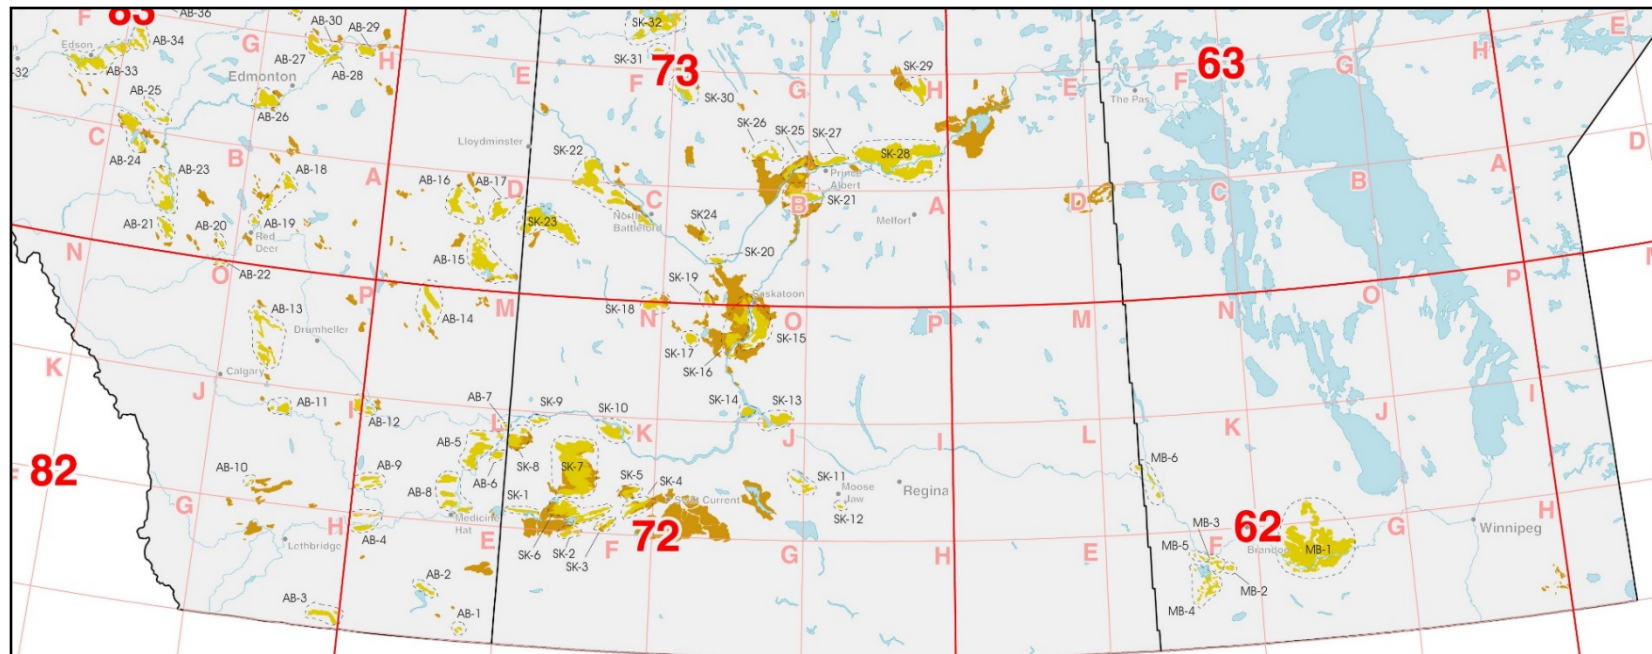 83
F
AB-36
AB-30
AB-29
SK-32
G
H
E
Edson
AB-34
AB-27
H
SK-31
73
SK-29
63
F
G
-32
AB-33
AB-28
E
F
G
H
E
Edmonton
SK-30
The Pas
AB-25
AB-26
C
D
Lloydminster
SK-26
SK-25
SK-27
AB-24
B
SK-22
SK-28
A
AB-23
A
Prince
Albert
B
AB-18
AB-16
AB-17
D
C
B
SK-21
A
D
C
AB-21
AB-20
AB-19
SK-23
North
Battleford
SK24
Melfort
Red
Deer
N
O
AB-22
AB-15
SK-20
P
SK-19
Saskatoon
P
M
O
AB-13
AB-14
SK-18
N
O
P
M
N
Drumheller
SK-15
SK-17
K
SK-16
J
Calgary
I
AB-11
I
AB-12
AB-7
SK-9
SK-10
SK-14
SK-13
J
L
K
J
I
L
K
AB-5
82
AB-10
AB-9
SK-8
SK-7
MB-6
AB-6
SK-5
SK-4
SK-11
Moose
Jaw
Regina
AB-8
SK-1
Swift Current
SK-12
G
H
Medicine
Hat
H
62
G
Winnipeg
AB-4
E
SK-6
SK-2
F
72
MB-3
F
Brandon
MB-1
Lethbridge
SK-3
G
H
E
MB-5
MB-2
AB-2
MB-4
AB-3
AB-1